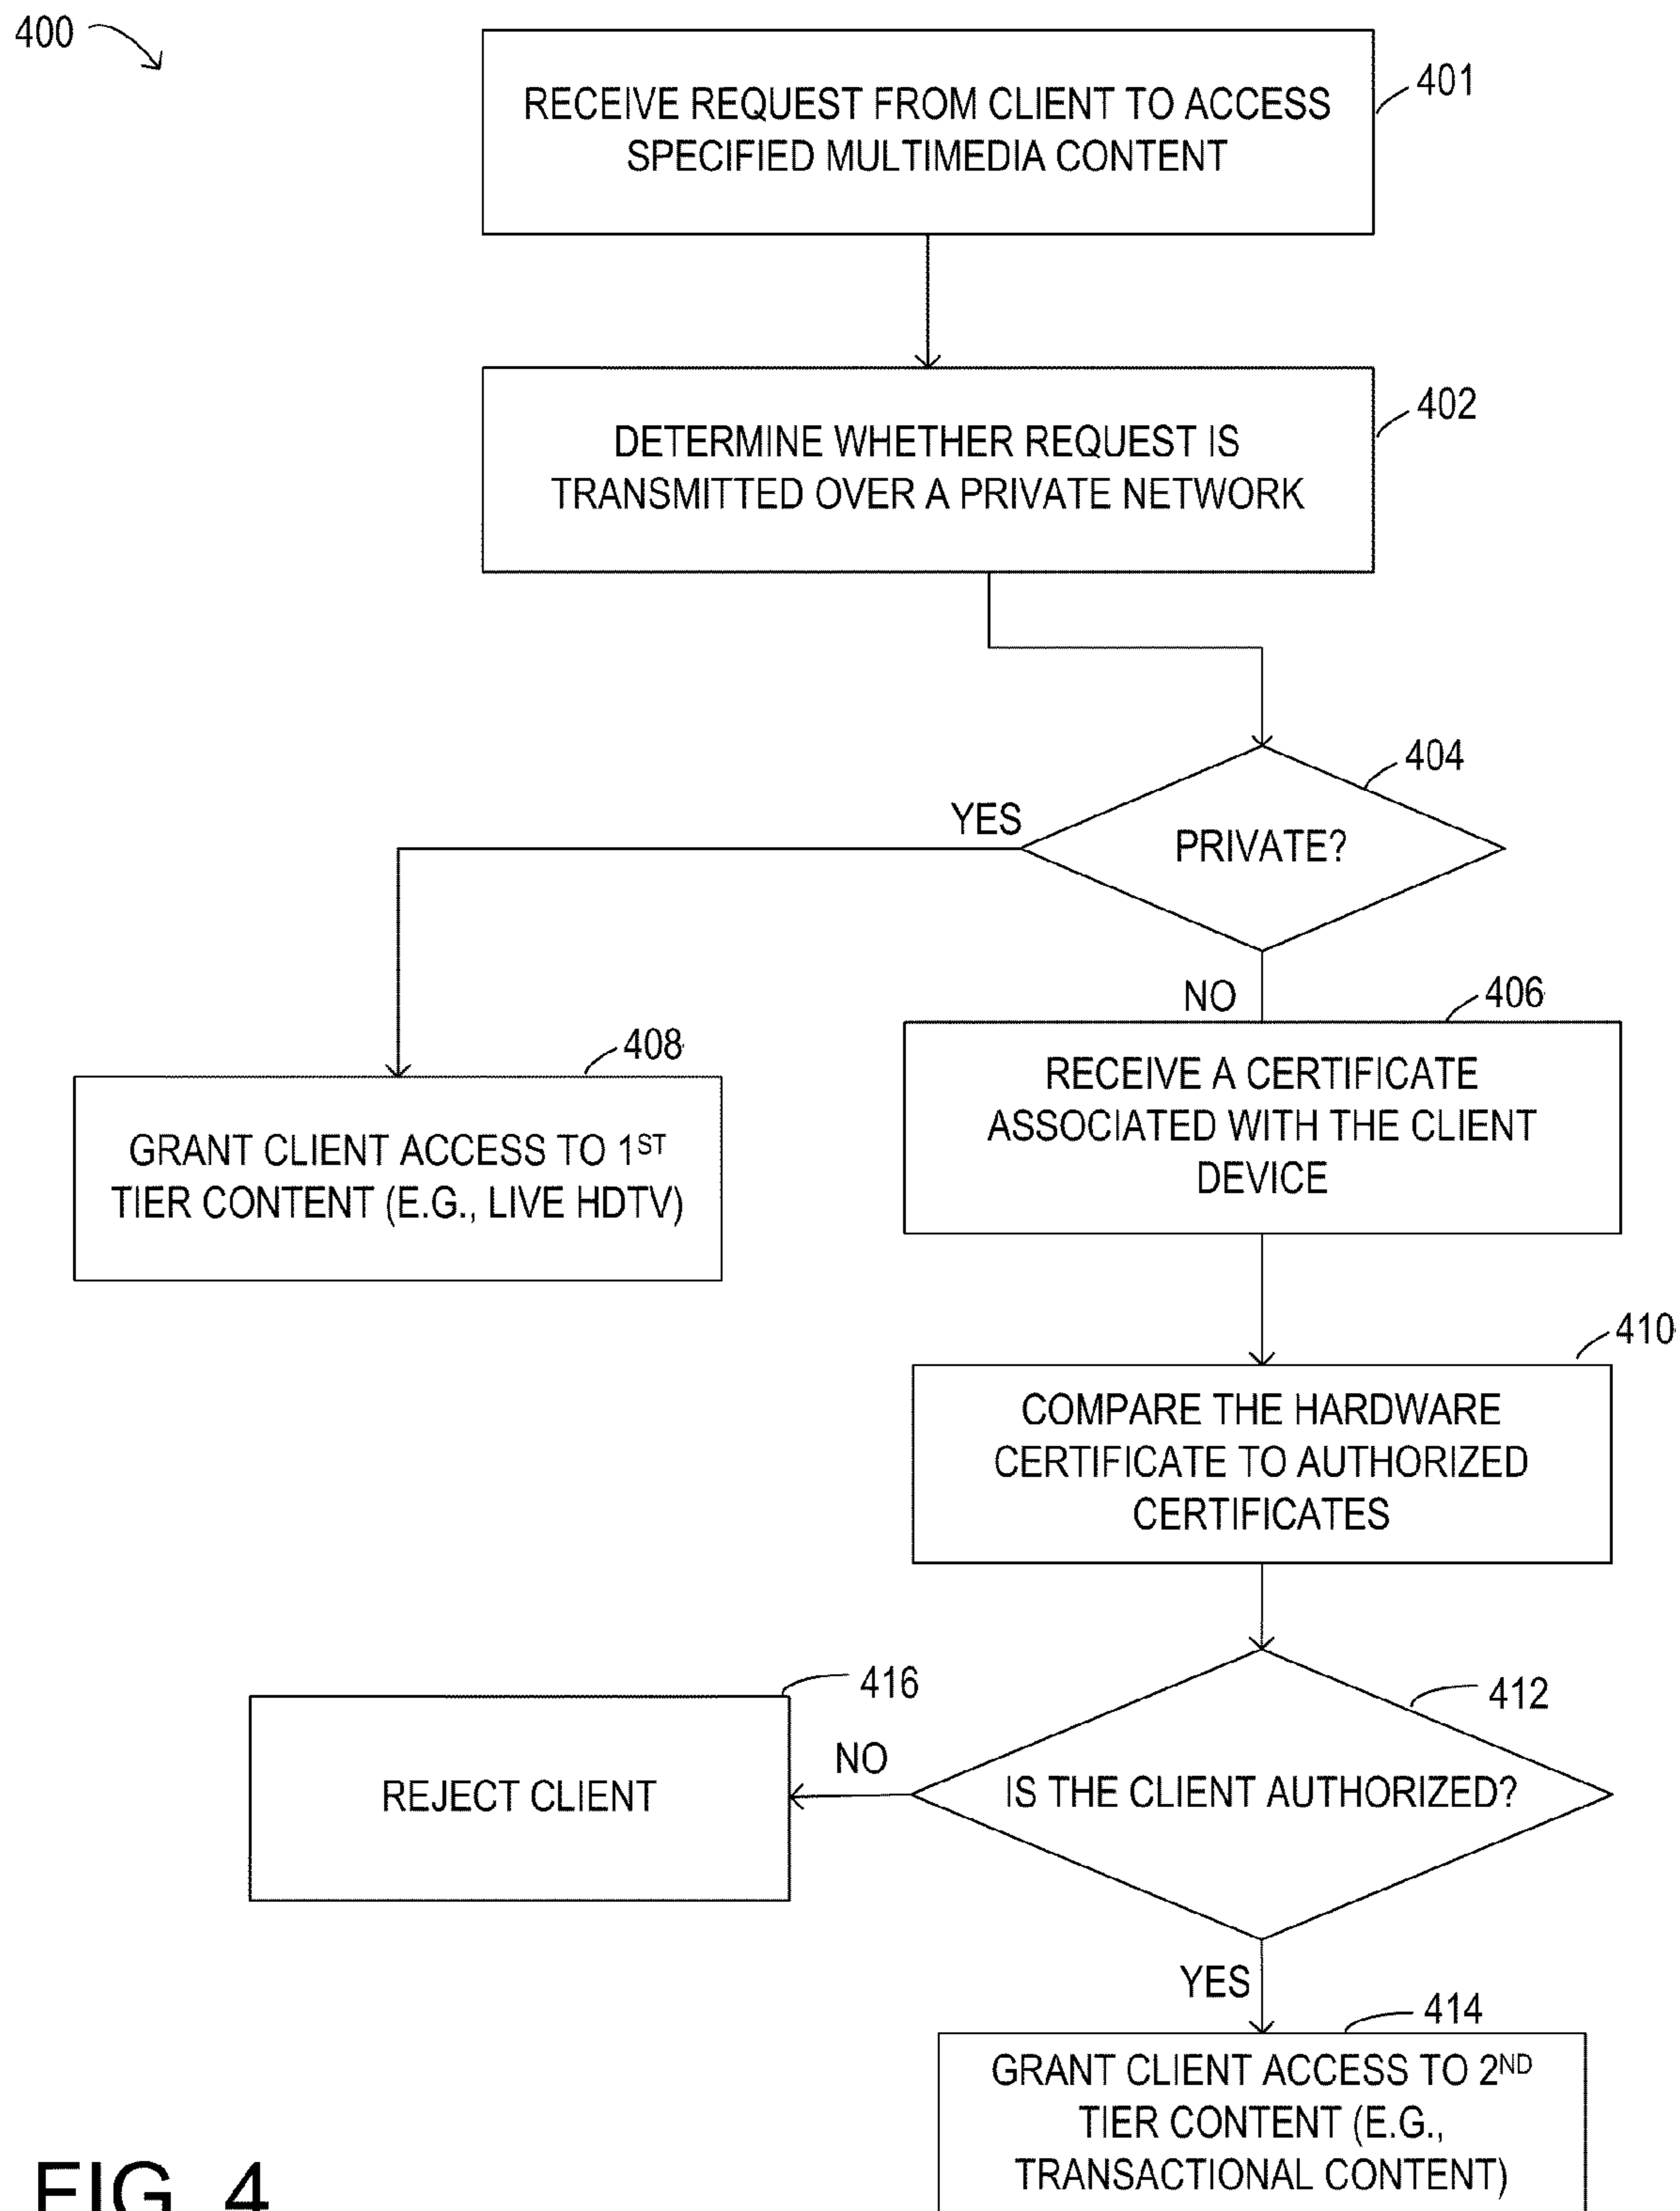 400
RECEIVE REQUEST FROM CLIENT TO ACCESS
SPECIFIED MULTIMEDIA CONTENT
401
DETERMINE WHETHER REQUEST IS
TRANSMITTED OVER A PRIVATE NETWORK
402
404
YES
PRIVATE?
NO
406
408
RECEIVE A CERTIFICATE
ASSOCIATED WITH THE CLIENT
DEVICE
GRANT CLIENT ACCESS TO 1ST
TIER CONTENT (E.G., LIVE HDTV)
410
COMPARE THE HARDWARE
CERTIFICATE TO AUTHORIZED
CERTIFICATES
416
412
NO
REJECT CLIENT
IS THE CLIENT AUTHORIZED?
YES
414
GRANT CLIENT ACCESS TO 2ND
TIER CONTENT (E.G.,
TRANSACTIONAL CONTENT)
FIG. 4